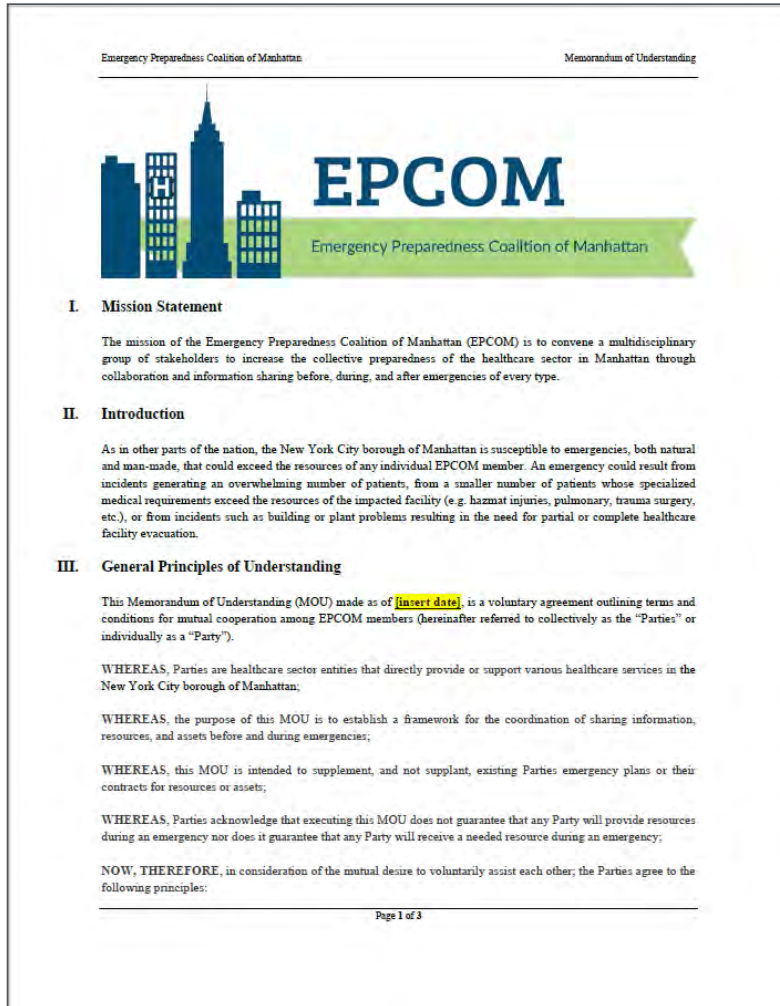 Emergency Preparedness Coalition of Manhattan Memorandum of Understanding
H
EPCOM
Emergency Preparedness Coalition of Manhattan
I. Mission Statement
The mission of the Emergency Preparedness Coalition of Manhattan (EPCOM) is to convene a multidisciplinary
group of stakeholders to increase the collective preparedness of the healthcare sector in Manhattan through
collaboration and information sharing before, during, and after emergencies of every type.
II. Introduction
As in other parts of the nation, the New York City borough of Manhattan is susceptible to emergencies, both natural
and man-made, that could exceed the resources of any individual EPCOM member. An emergency could result from
incidents generating an overwhelming number of patients, from a smaller number of patients whose specialized
medical requirements exceed the resources of the impacted facility (e.g. hazmat injuries, pulmonary, trauma surgery,
etc.), or from incidents such as building or plant problems resulting in the need for partial or complete healthcare
facility evacuation.
III. General Principles of Understanding
This Memorandum of Understanding (MOU) made as of [insert date], is a voluntary agreement outlining terms and
conditions for mutual cooperation among EPCOM members (hereinafter referred to collectively as the “Parties” or
individually as a “Party”).
WHEREAS, Parties are healthcare sector entities that directly provide or support various healthcare services in the
New York City borough of Manhattan;
WHEREAS, the purpose of this MOU is to establish a framework for the coordination of sharing information,
resources, and assets before and during emergencies;
WHEREAS, this MOU is intended to supplement, and not supplant, existing Parties emergency plans or their
contracts for resources or assets;
WHEREAS, Parties acknowledge that executing this MOU does not guarantee that any Party will provide resources
during an emergency nor does it guarantee that any Party will receive a needed resource during an emergency;
NOW, THEREFORE, in consideration of the mutual desire to voluntarily assist each other; the Parties agree to the
following principles:
Page 1 of 3